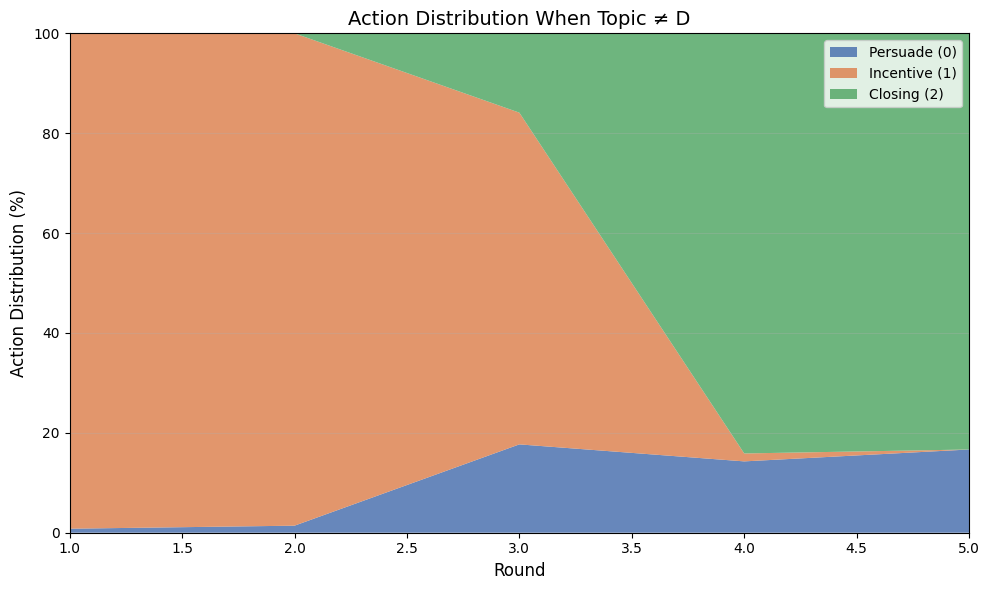 Action Distribution When Topic ≠ D
100
80
60
40
20
0
Action Distribution (%)
Persuade (0)
Incentive (1)
Closing (2)
1.0 1.5 2.0 2.5 3.0 3.5 4.0 4.5 5.0
Round